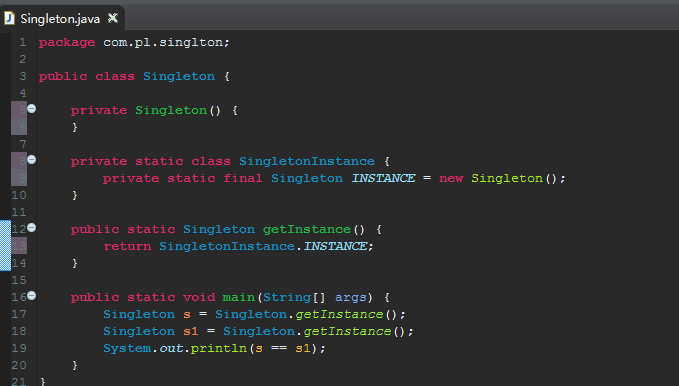 Singleton.java
1 package com.pl.singlton;
2
3 public class Singleton {
4
5     private Singleton() {
6     }
7
8     private static class SingletonInstance {
9         private static final Singleton INSTANCE = new Singleton();
10     }
11
12     public static Singleton getInstance() {
13         return SingletonInstance.INSTANCE;
14     }
15
16     public static void main(String[] args) {
17         Singleton s = Singleton.getInstance();
18         Singleton s1 = Singleton.getInstance();
19         System.out.println(s == s1);
20     }
21 }